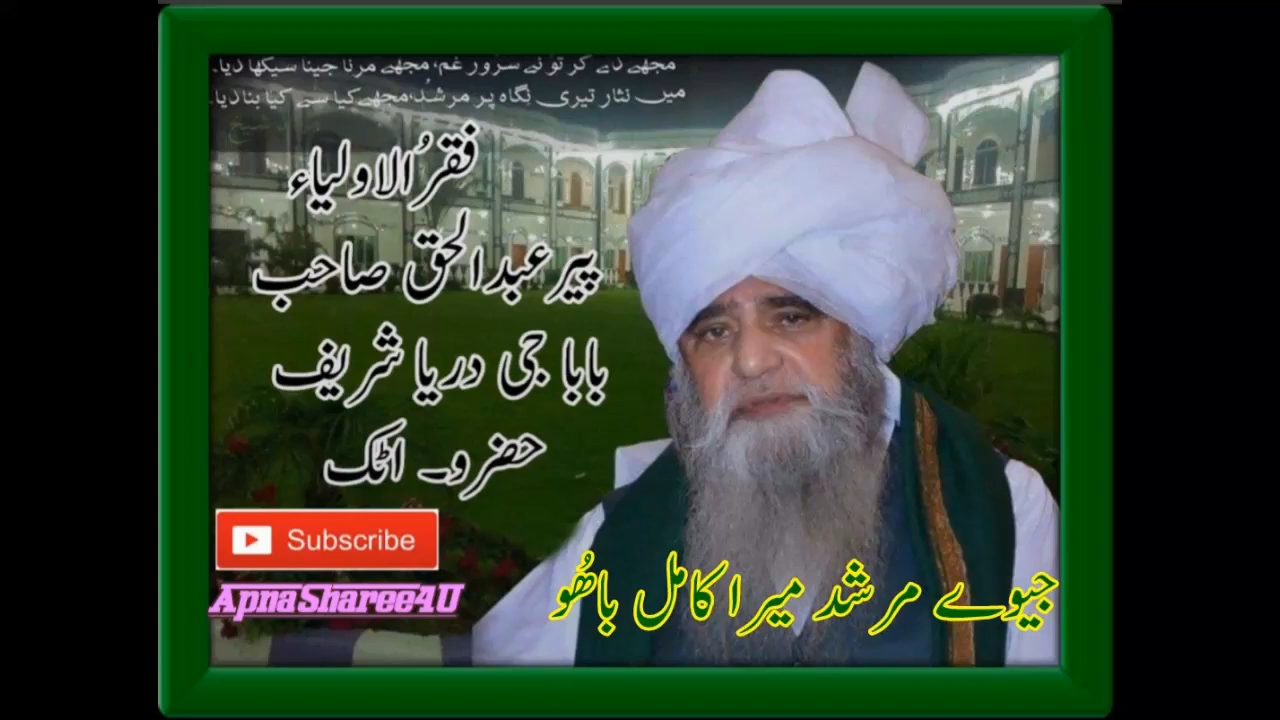 مجھے دے کر تو نے سرور غم، مجھے مرنا جینا سیکھا دیا۔
میں نثار تیری نگاہ پر مرشد، مجھے کیا سے کیا بنا دیا۔
فقرُالاولیاء
پیر عبدالحق صاحب
بابا جی دریا شریف
حضرو۔ اٹک
Subscribe
ApnaSharee4U
جیوے مرشد میرا کامل باھُو